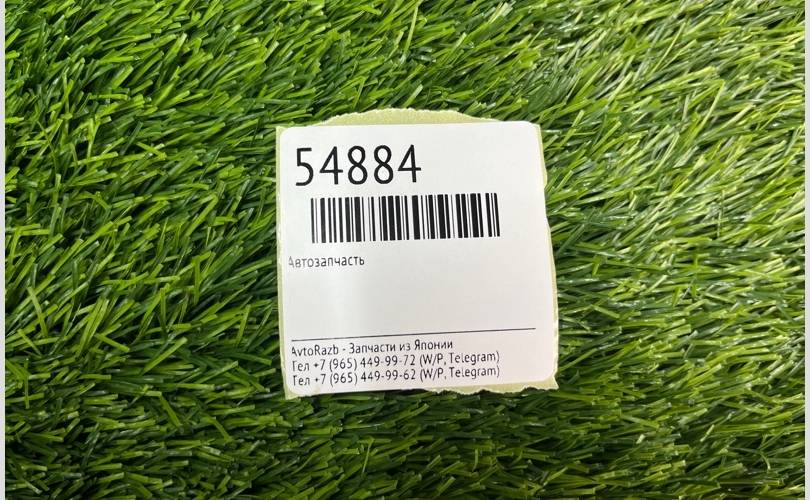 54884
Автозапчасть
AvtoRazb - Запчасти из Японии
Тел +7 (965) 449-99-72 (W/P, Telegram)
Тел +7 (965) 449-99-62 (W/P, Telegram)